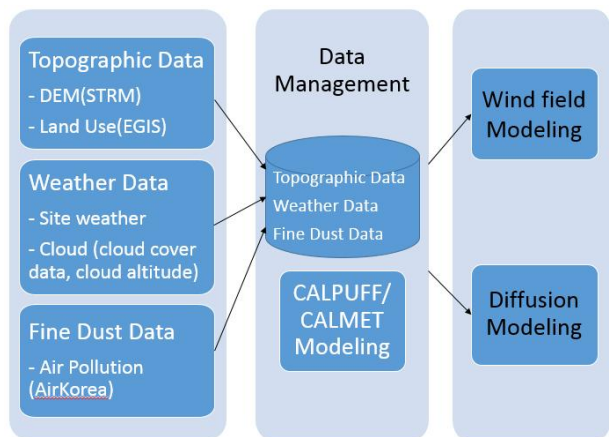 Topographic Data
- DEM(STRM)
- Land Use(EGIS)
Weather Data
- Site weather
- Cloud (cloud cover
data, cloud altitude)
Fine Dust Data
- Air Pollution
(AirKorea)
Data
Management
Topographic Data
Weather Data
Fine Dust Data
CALPUFF/
CALMET
Modeling
Wind field
Modeling
Diffusion
Modeling